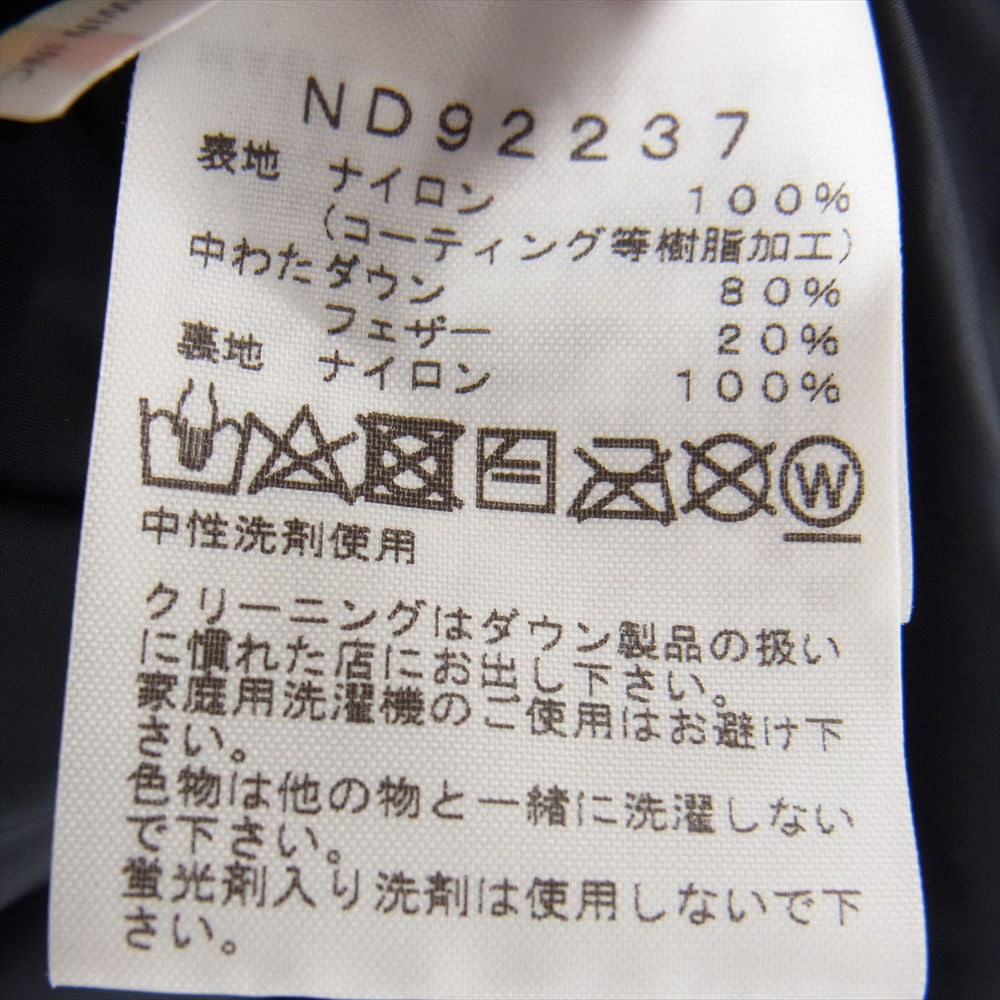 ND92237
表地 ナイロン 100%
(コーティング等樹脂加工)
中わた ダウン 80%
フェザー 20%
裏地 ナイロン 100%
W
中性洗剤使用
クリーニングはダウン製品の扱い
に慣れた店にお出し下さい。
家庭用洗濯機のご使用はお避け下
さい。
色物は他の物と一緒に洗濯しない
で下さい。
蛍光剤入り洗剤は使用しないで下
さい。